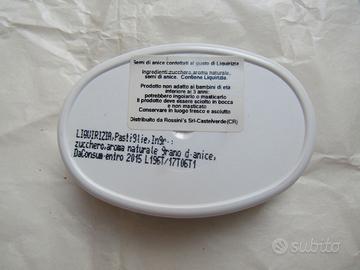 Semi di anice confettati al gusto di Liquirizia
Ingredienti:zucchero,aroma naturale,
semi di anice. Contiene Liquirizia.
Prodotto non adatto ai bambini di età
inferiore ai 3 anni:
potrebbero ingoiarlo o masticarlo
Il prodotto deve essere sciolto in bocca
e non masticato
Conservare in luogo fresco e asciutto
Distribuito da Rossini's Srl-Castelverde(CR)
LIQUIRIZIA,Pastiglie,Ingr.:
zucchero,aroma naturale grano d-anice,
DaConsum-entro 2015 L196T/17T06T1
subito